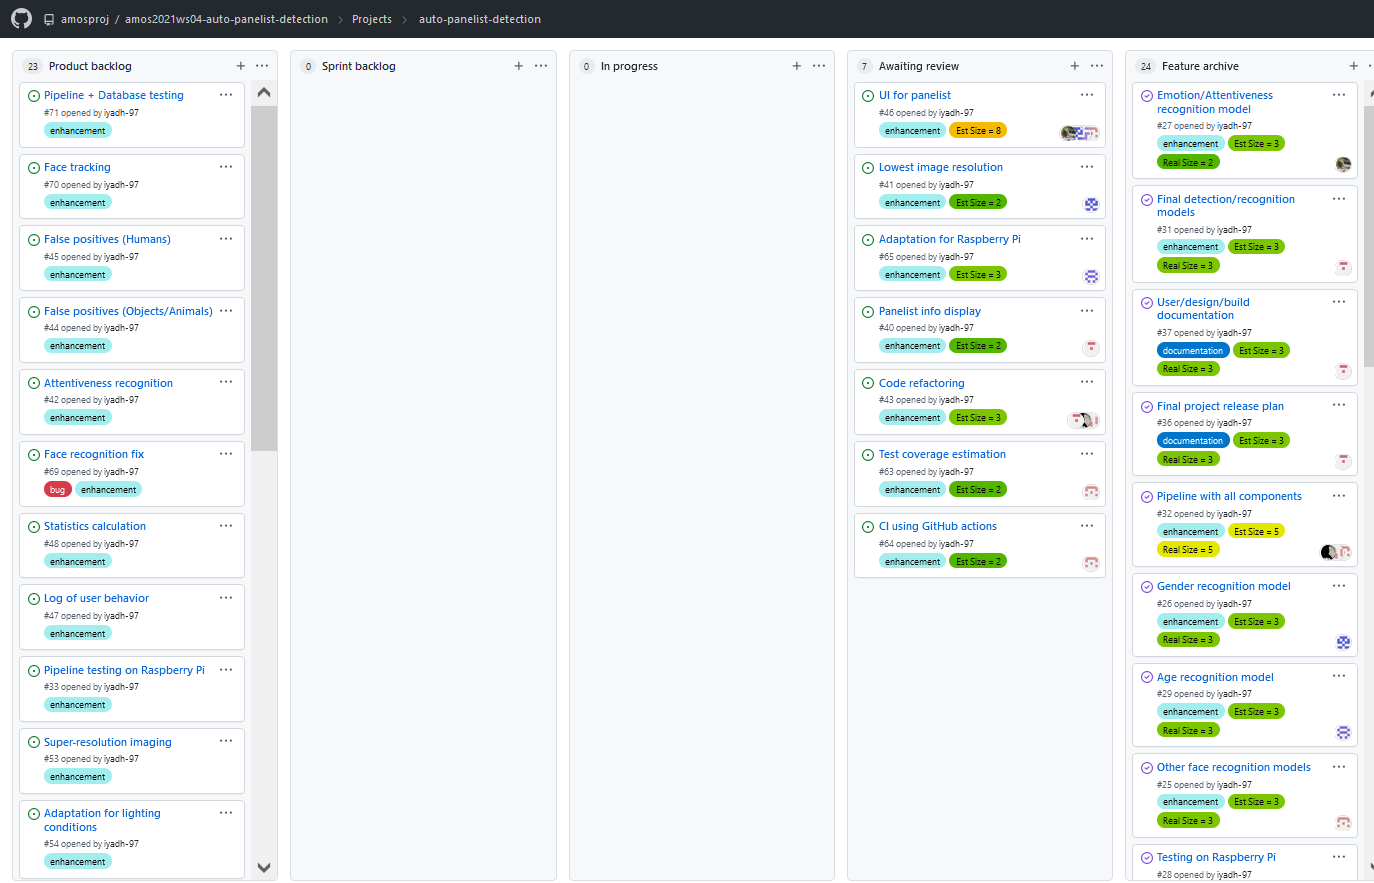 amosproj / amos2021ws04-auto-panelist-detection Projects auto-panelist-detection
23 Product backlog
Pipeline + Database testing
#71 opened by iyadh-97
enhancement
Face tracking
#70 opened by iyadh-97
enhancement
False positives (Humans)
#45 opened by iyadh-97
enhancement
False positives (Objects/Animals)
#44 opened by iyadh-97
enhancement
Attentiveness recognition
#42 opened by iyadh-97
enhancement
Face recognition fix
#69 opened by iyadh-97
bug enhancement
Statistics calculation
#48 opened by iyadh-97
enhancement
Log of user behavior
#47 opened by iyadh-97
enhancement
Pipeline testing on Raspberry Pi
#33 opened by iyadh-97
enhancement
Super-resolution imaging
#53 opened by iyadh-97
enhancement
Adaptation for lighting
conditions
#54 opened by iyadh-97
enhancement
0 Sprint backlog
0 In progress
7 Awaiting review
UI for panelist
#46 opened by iyadh-97
enhancement Est Size = 8
Lowest image resolution
#41 opened by iyadh-97
enhancement Est Size = 2
Adaptation for Raspberry Pi
#65 opened by iyadh-97
enhancement Est Size = 3
Panelist info display
#40 opened by iyadh-97
enhancement Est Size = 2
Code refactoring
#43 opened by iyadh-97
enhancement Est Size = 3
Test coverage estimation
#63 opened by iyadh-97
enhancement Est Size = 2
CI using GitHub actions
#64 opened by iyadh-97
enhancement Est Size = 2
24 Feature archive
Emotion/Attentiveness
recognition model
#27 opened by iyadh-97
enhancement Est Size = 3
Real Size = 2
Final detection/recognition
models
#31 opened by iyadh-97
enhancement Est Size = 3
Real Size = 3
User/design/build
documentation
#37 opened by iyadh-97
documentation Est Size = 3
Real Size = 3
Final project release plan
#36 opened by iyadh-97
documentation Est Size = 3
Real Size = 3
Pipeline with all components
#32 opened by iyadh-97
enhancement Est Size = 5
Real Size = 5
Gender recognition model
#26 opened by iyadh-97
enhancement Est Size = 3
Real Size = 3
Age recognition model
#29 opened by iyadh-97
enhancement Est Size = 3
Real Size = 3
Other face recognition models
#25 opened by iyadh-97
enhancement Est Size = 3
Real Size = 3
Testing on Raspberry Pi
#28 opened by iyadh-97